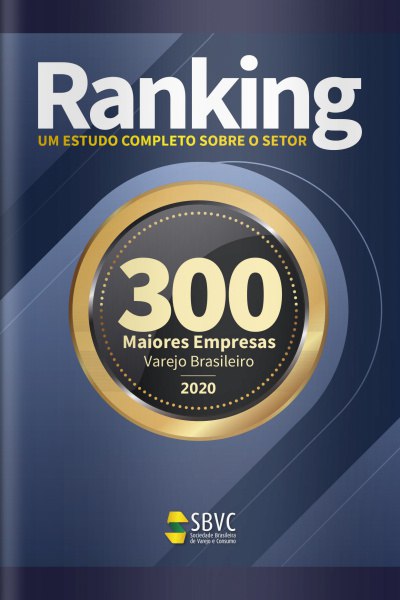 Ranking
UM ESTUDO COMPLETO SOBRE O SETOR
300
Maiores Empresas
Varejo Brasileiro
2020
SBVC
Sociedade Brasileira
de Varejo e Consumo